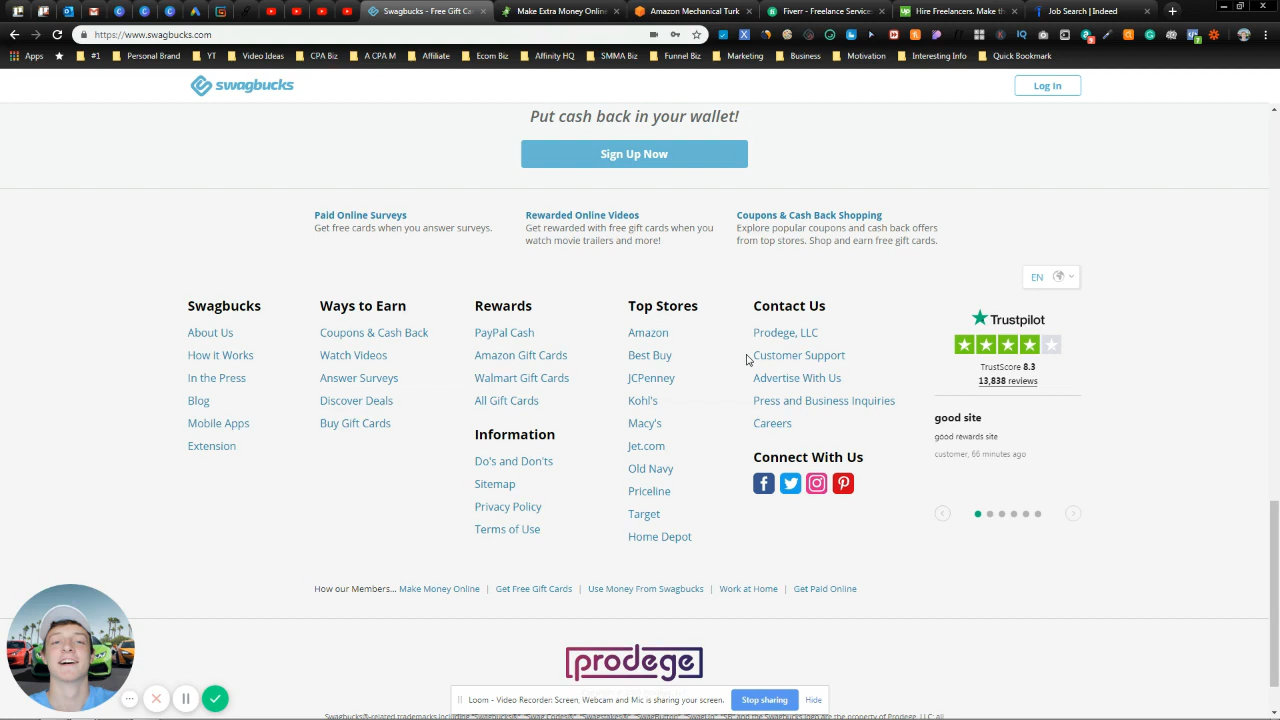 Swagbucks - Free Gift Ca
Make Extra Money Online
Amazon Mechanical Turk
Fiverr - Freelance Service
Hire Freelancers, Make
Job Search | Indeed
https://www.swagbucks.com
Apps
#1
Personal Brand
YT
Video Ideas
CPA Biz
A CPA M
Affiliate
Ecom Biz
Affinity HQ
SMMA Biz
Funnel Biz
Marketing
Business
Motivation
Interesting Info
Quick Bookmark
swagbucks
Log In
Put cash back in your wallet!
Sign Up Now
Paid Online Surveys
Get free cards when you answer surveys.
Rewarded Online Videos
Get rewarded with free gift cards when you
watch movie trailers and more!
Coupons & Cash Back Shopping
Explore popular coupons and cash back offers
from top stores. Shop and earn free gift cards.
EN
Swagbucks
About Us
How it Works
In the Press
Blog
Mobile Apps
Extension
Ways to Earn
Coupons & Cash Back
Watch Videos
Answer Surveys
Discover Deals
Buy Gift Cards
Rewards
PayPal Cash
Amazon Gift Cards
Walmart Gift Cards
All Gift Cards
Information
Do's and Don'ts
Sitemap
Privacy Policy
Terms of Use
Top Stores
Amazon
Best Buy
JCPenney
Kohl's
Macy's
Jet.com
Old Navy
Priceline
Target
Home Depot
Contact Us
Prodege, LLC
Customer Support
Advertise With Us
Press and Business Inquiries
Careers
Connect With Us
Trustpilot
TrustScore 8.3
13,838 reviews
good site
good rewards site
customer, 66 minutes ago
How our Members... Make Money Online | Get Free Gift Cards | Use Money From Swagbucks | Work at Home | Get Paid Online
prodege
Loom - Video Recorder: Screen, Webcam and Mic is sharing your screen.
Stop sharing
Hide